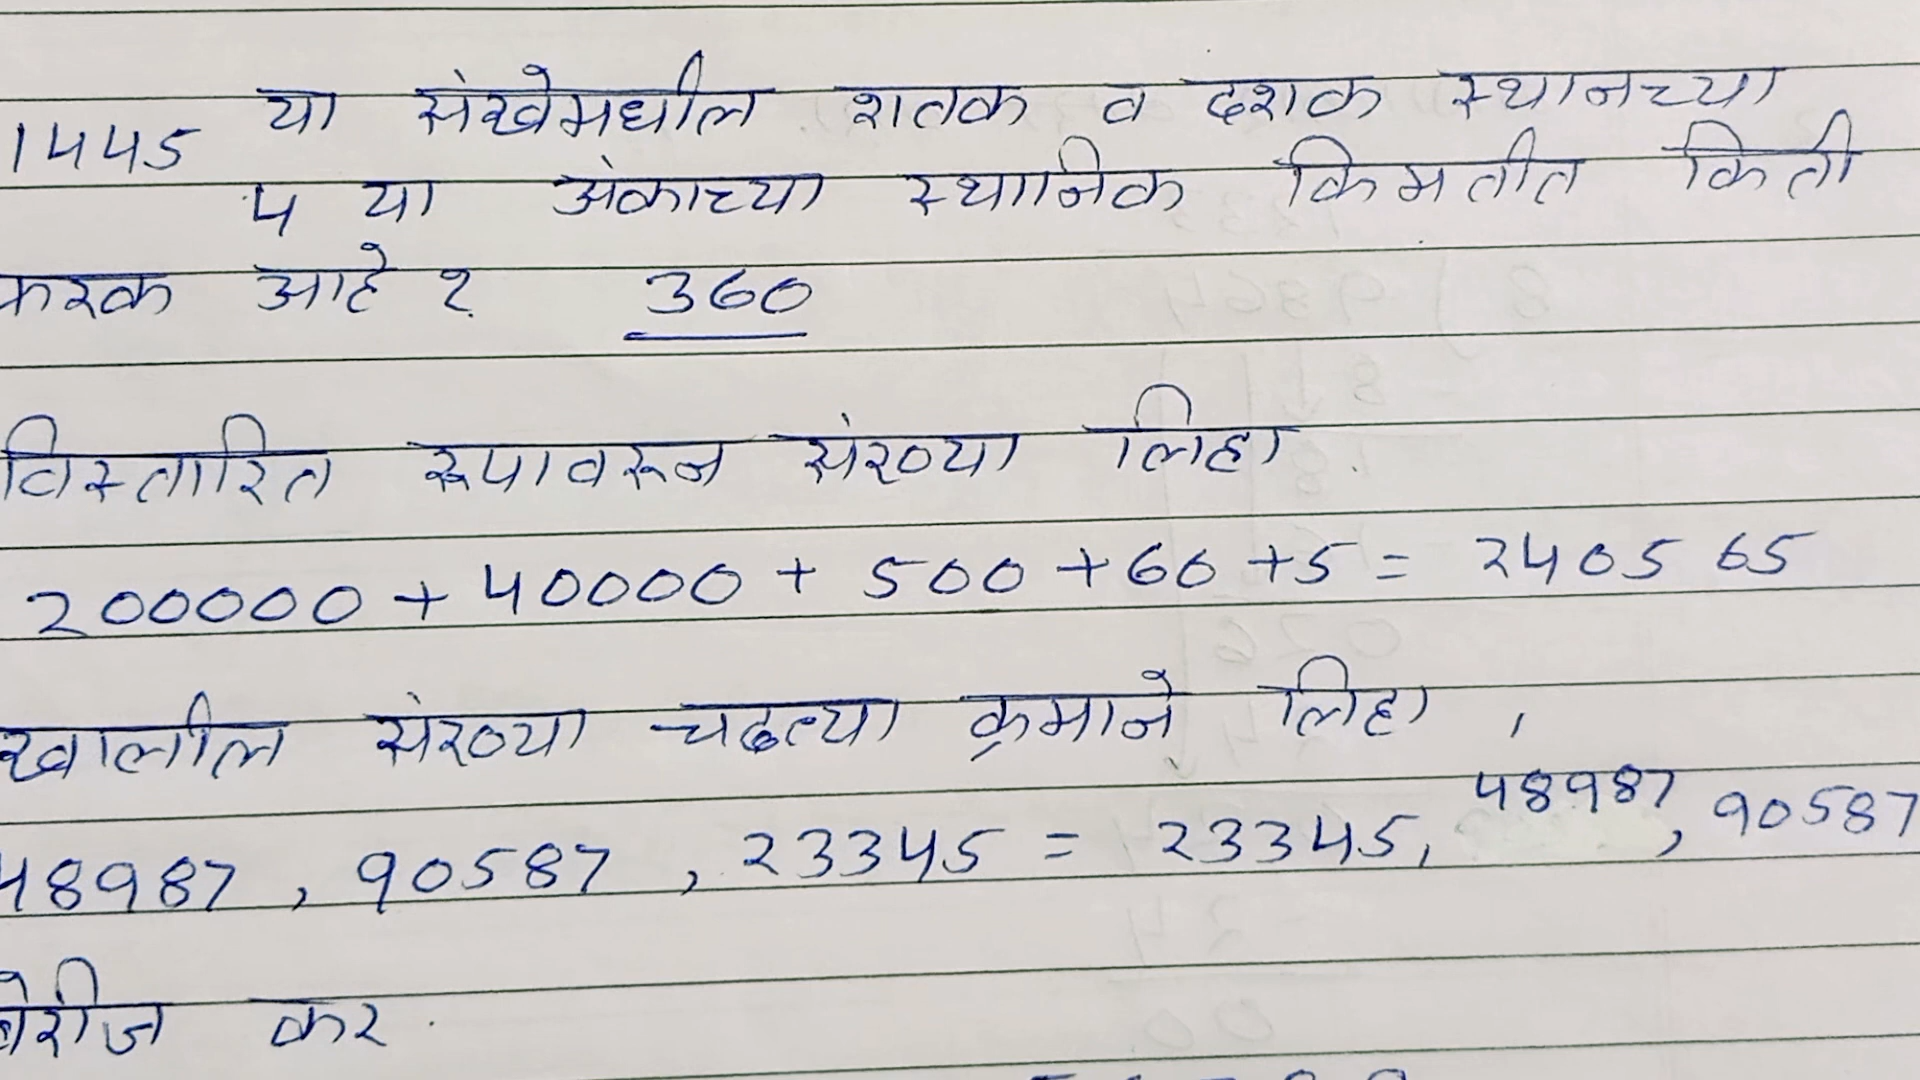 1445 या संखेमधील शतक व दशक स्थानच्या
4 या अंकाच्या स्थानिक किमतीत किती
फरक आहे? 360
विस्तारित रूपावरून संख्या लिहा.
200000 + 40000 + 500 + 60 + 5 = 240565
खालील संख्या चढत्या क्रमाने लिहा.
48987, 90587, 23345 = 23345, 48987, 90587
बेरीज कर.